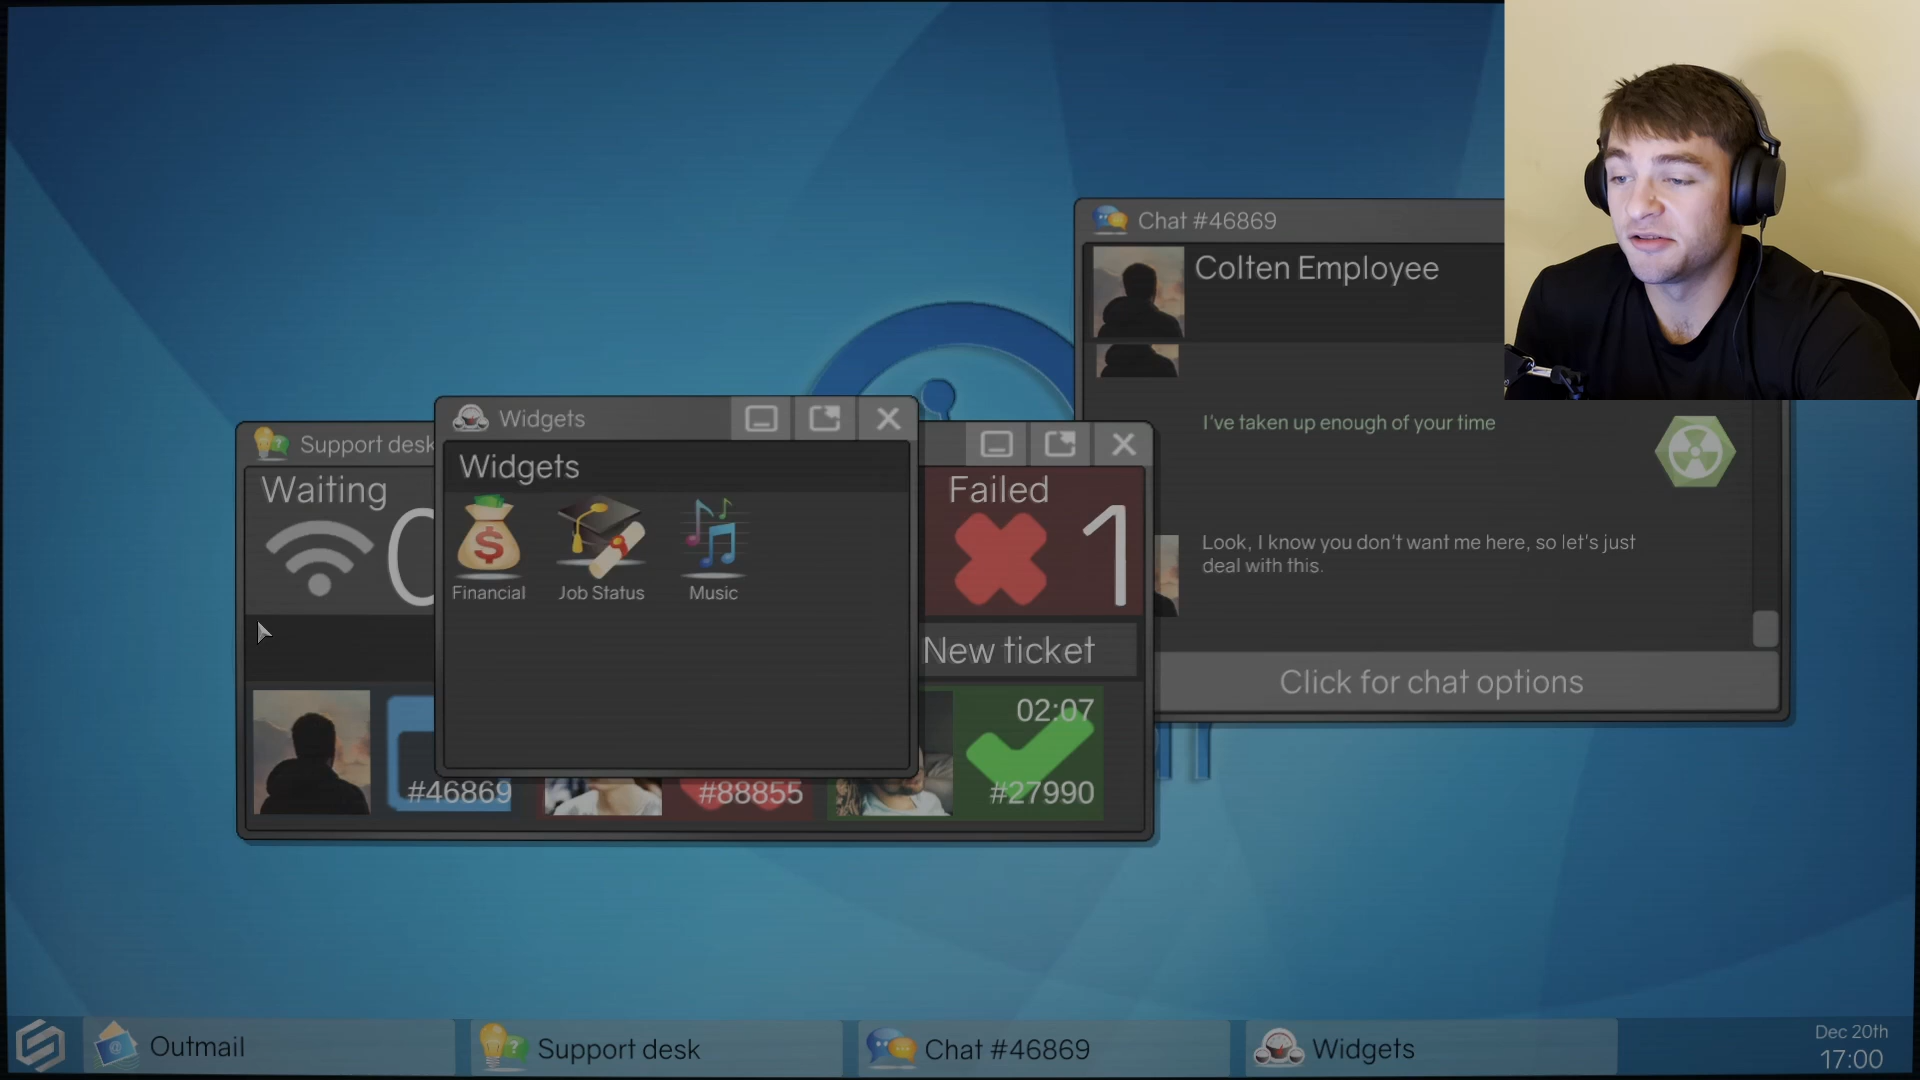 Chat #46869
Colten Employee
I've taken up enough of your time
Look, I know you don't want me here, so let's just
deal with this.
Click for chat options
Widgets
Widgets
Financial
Job Status
Music
Support desk
Waiting
Failed
1
New ticket
02:07
#46869
#88855
#27990
Outmail
Support desk
Chat #46869
Widgets
Dec 20th
17:00